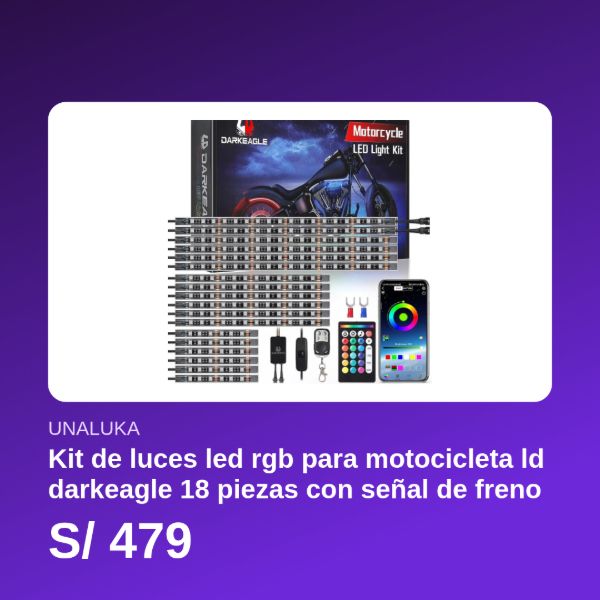 DARKEAGLE
Motorcycle
LED Light Kit
UNALUKA
Kit de luces led rgb para motocicleta ld
darkeagle 18 piezas con señal de freno
S/ 479